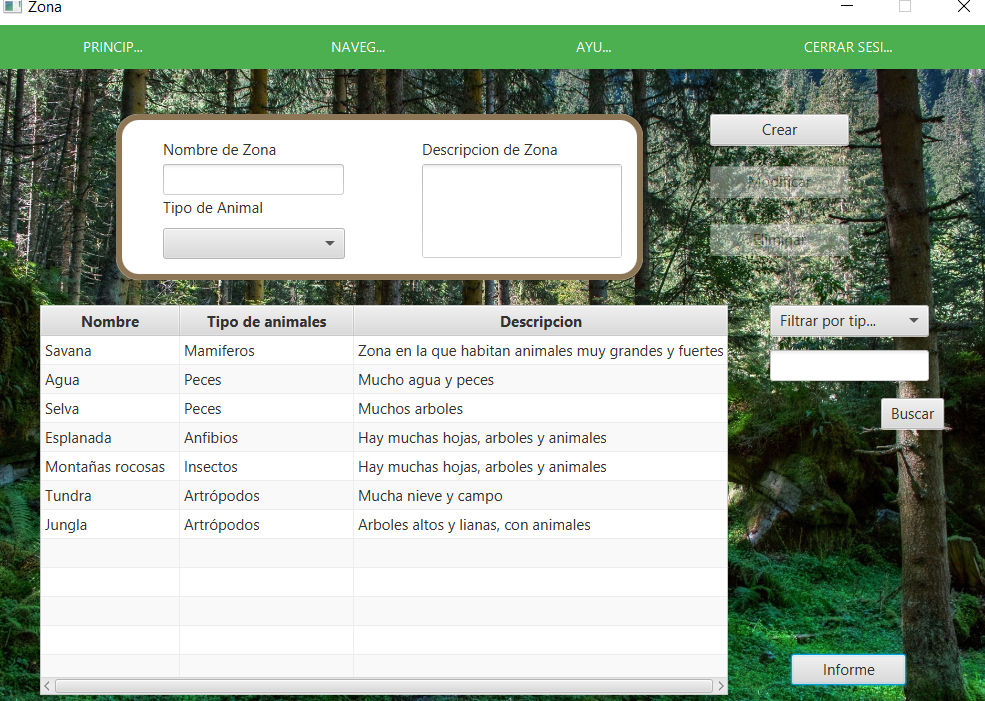 Zona
PRINCIP... NAVEG... AYU... CERRAR SESI...
Nombre de Zona
Descripcion de Zona
Tipo de Animal
Crear
Modificar
Eliminar
Nombre Tipo de animales Descripcion
Savana Mamiferos Zona en la que habitan animales muy grandes y fuertes
Agua Peces Mucho agua y peces
Selva Peces Muchos arboles
Esplanada Anfibios Hay muchas hojas, arboles y animales
Montañas rocosas Insectos Hay muchas hojas, arboles y animales
Tundra Artrópodos Mucha nieve y campo
Jungla Artrópodos Arboles altos y lianas, con animales
Filtrar por tip...
Buscar
Informe